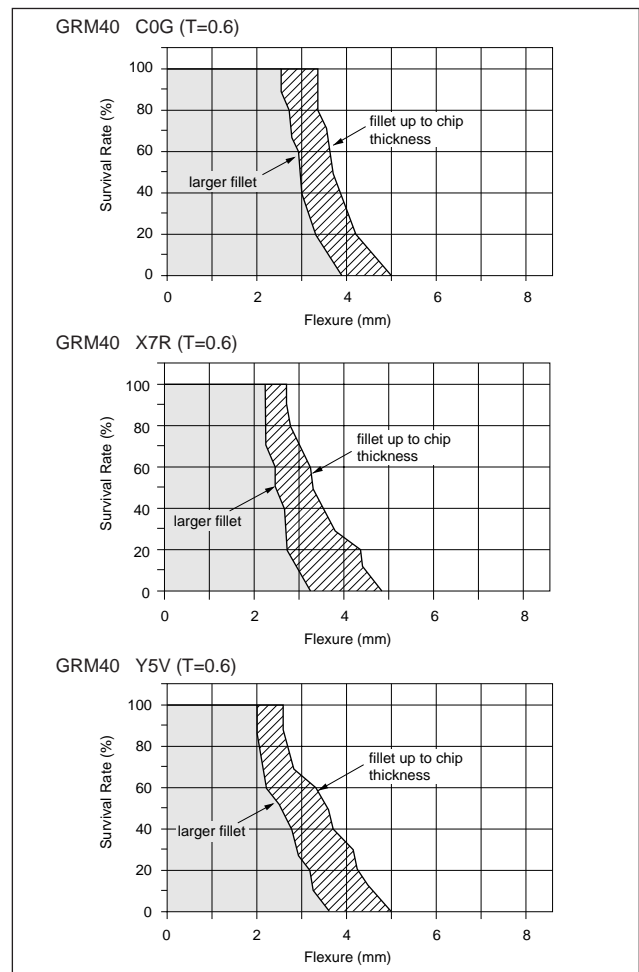 GRM40 C0G (T=0.6)
100
80
60
40
20
0
Survival Rate (%)
fillet up to chip
thickness
larger fillet
0 2 4 6 8
Flexure (mm)
GRM40 X7R (T=0.6)
100
80
60
40
20
0
Survival Rate (%)
fillet up to chip
thickness
larger fillet
0 2 4 6 8
Flexure (mm)
GRM40 Y5V (T=0.6)
100
80
60
40
20
0
Survival Rate (%)
fillet up to chip
thickness
larger fillet
0 2 4 6 8
Flexure (mm)